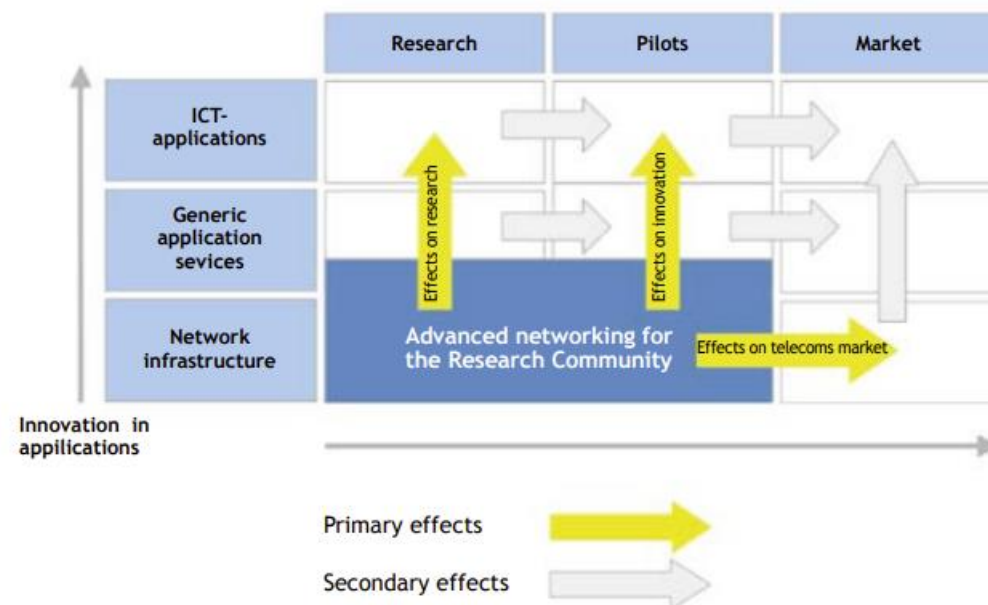 Research
Pilots
Market
ICT-
applications
Effects on research
Effects on innovation
Generic
application
sevices
Network
infrastructure
Advanced networking for
the Research Community
Effects on telecoms market
Innovation in
appilications
Primary effects
Secondary effects